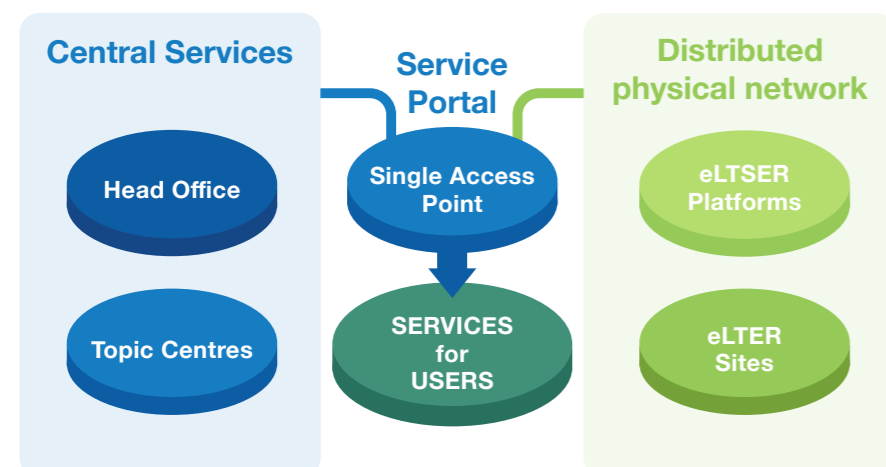 Central Services
Head Office
Topic Centres
Service
Portal
Single Access
Point
SERVICES
for
USERS
Distributed
physical network
eLTSER
Platforms
eLTER
Sites